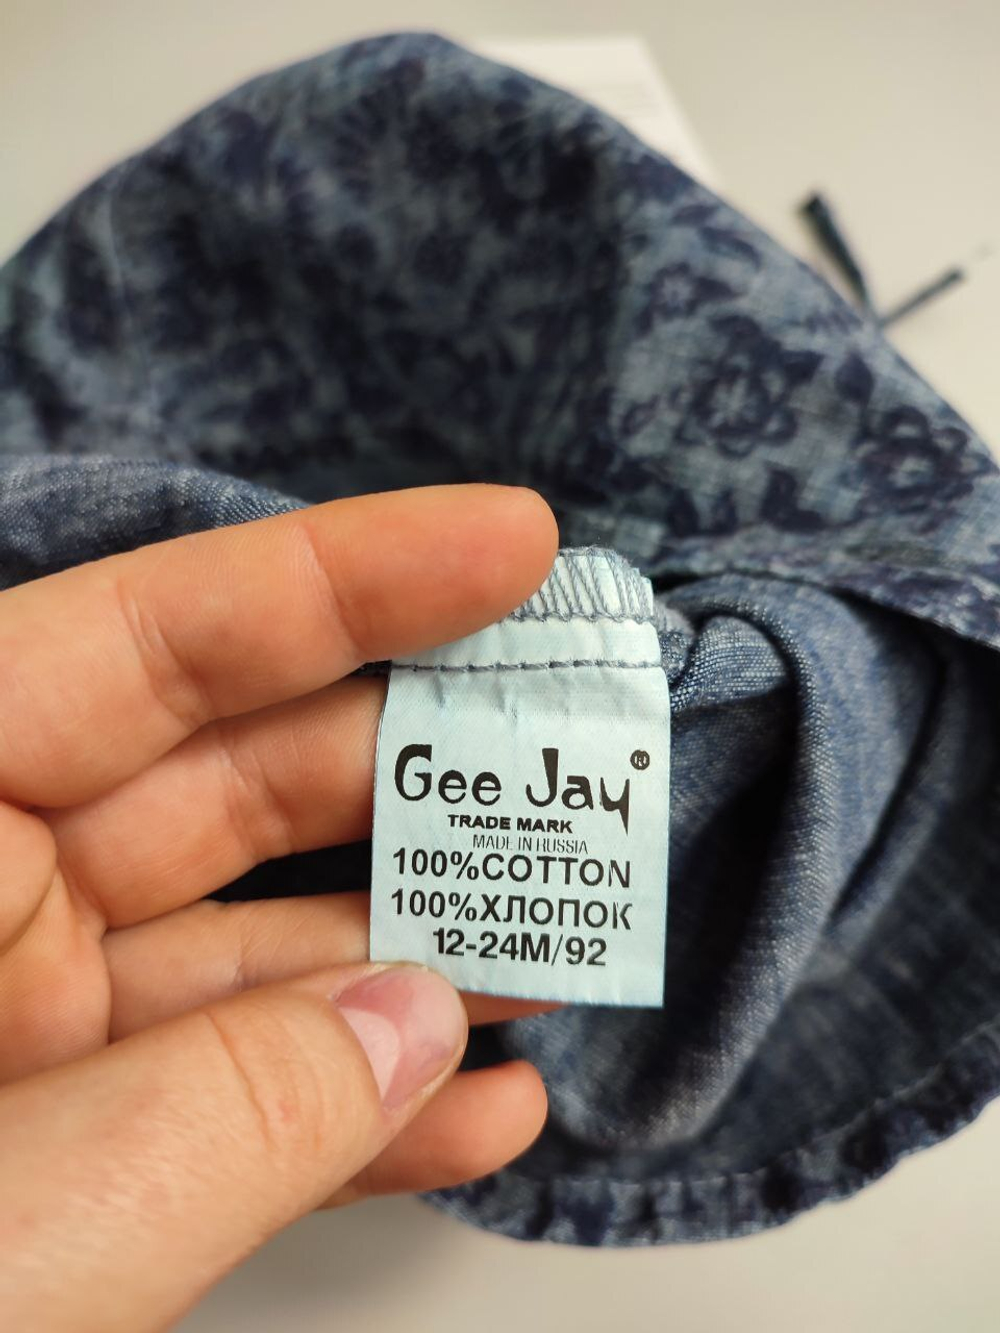 Gee Jay®
TRADE MARK
MADE IN RUSSIA
100%COTTON
100%ХЛОПОК
12-24M/92